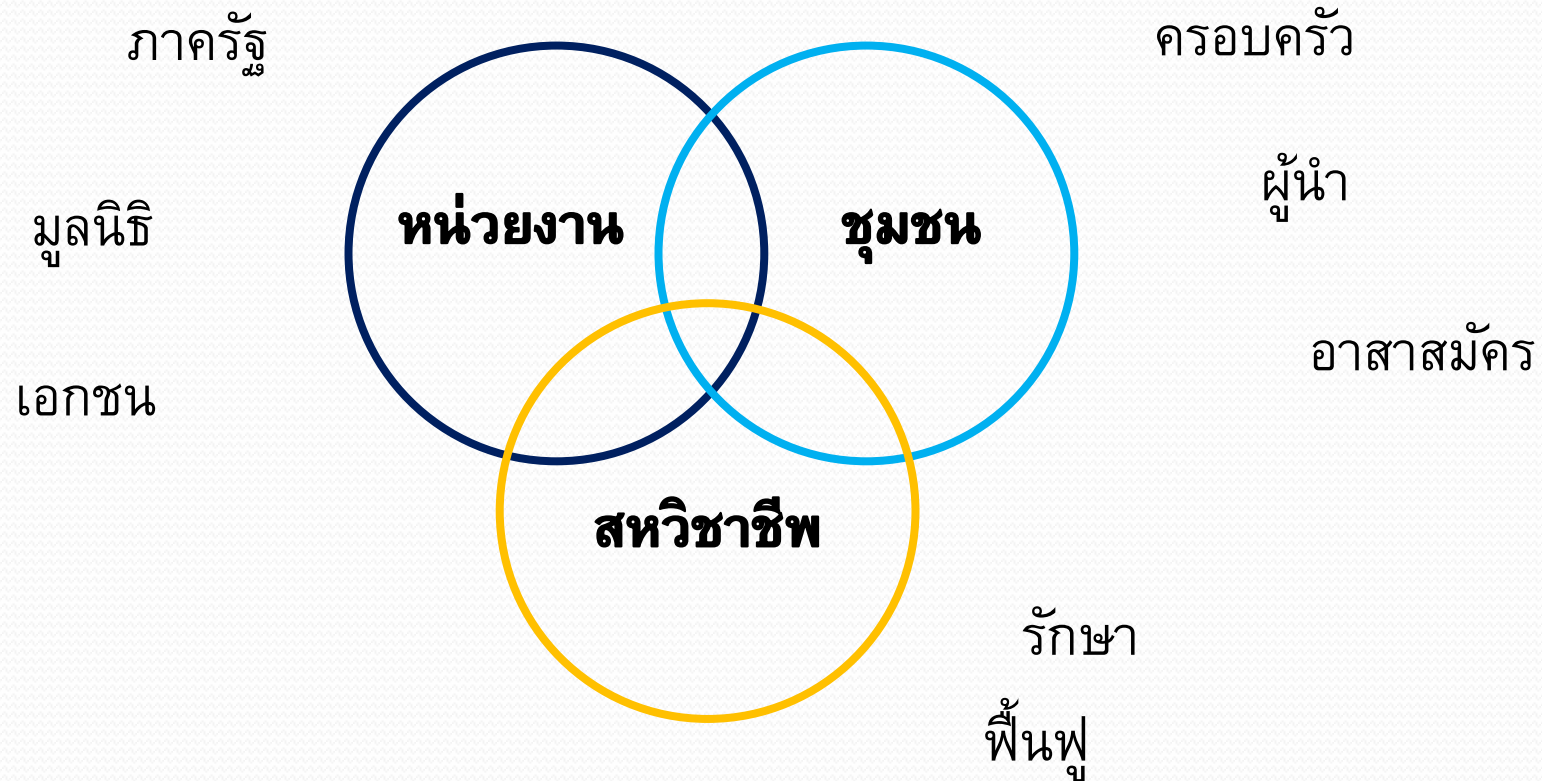 ภาครัฐ
ครอบครัว
ผู้นำ
มูลนิธิ
หน่วยงาน
ชุมชน
อาสาสมัคร
เอกชน
สหวิชาชีพ
รักษา
ฟื้นฟู